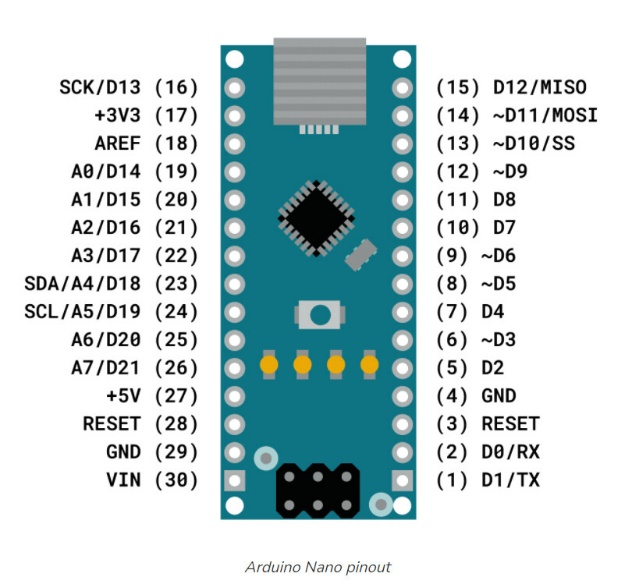 SCK/D13 (16)
+3V3 (17)
AREF (18)
A0/D14 (19)
A1/D15 (20)
A2/D16 (21)
A3/D17 (22)
SDA/A4/D18 (23)
SCL/A5/D19 (24)
A6/D20 (25)
A7/D21 (26)
+5V (27)
RESET (28)
GND (29)
VIN (30)
(15) D12/MISO
(14) ~D11/MOSI
(13) ~D10/SS
(12) ~D9
(11) D8
(10) D7
(9) ~D6
(8) ~D5
(7) D4
(6) ~D3
(5) D2
(4) GND
(3) RESET
(2) D0/RX
(1) D1/TX
Arduino Nano pinout